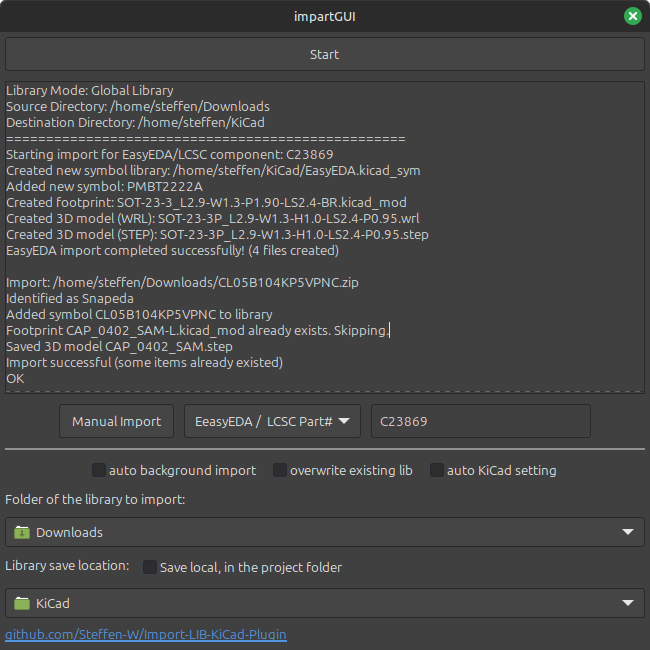 impartGUI
Start
Library Mode: Global Library
Source Directory: /home/steffen/Downloads
Destination Directory: /home/steffen/KiCad
==================================================
Starting import for EasyEDA/LCSC component: C23869
Created new symbol library: /home/steffen/KiCad/EasyEDA.kicad_sym
Added new symbol: PMBT2222A
Created footprint: SOT-23-3_L2.9-W1.3-P1.90-LS2.4-BR.kicad_mod
Created 3D model (WRL): SOT-23-3P_L2.9-W1.3-H1.0-LS2.4-P0.95.wrl
Created 3D model (STEP): SOT-23-3P_L2.9-W1.3-H1.0-LS2.4-P0.95.step
EasyEDA import completed successfully! (4 files created)
Import: /home/steffen/Downloads/CL05B104KP5VPNC.zip
Identified as Snapeda
Added symbol CL05B104KP5VPNC to library
Footprint CAP_0402_SAM-L.kicad_mod already exists. Skipping.
Saved 3D model CAP_0402_SAM.step
Import successful (some items already existed)
OK
Manual Import EeasyEDA / LCSC Part# C23869
auto background import overwrite existing lib auto KiCad setting
Folder of the library to import:
Downloads
Library save location: Save local, in the project folder
KiCad
github.com/Steffen-W/Import-LIB-KiCad-Plugin